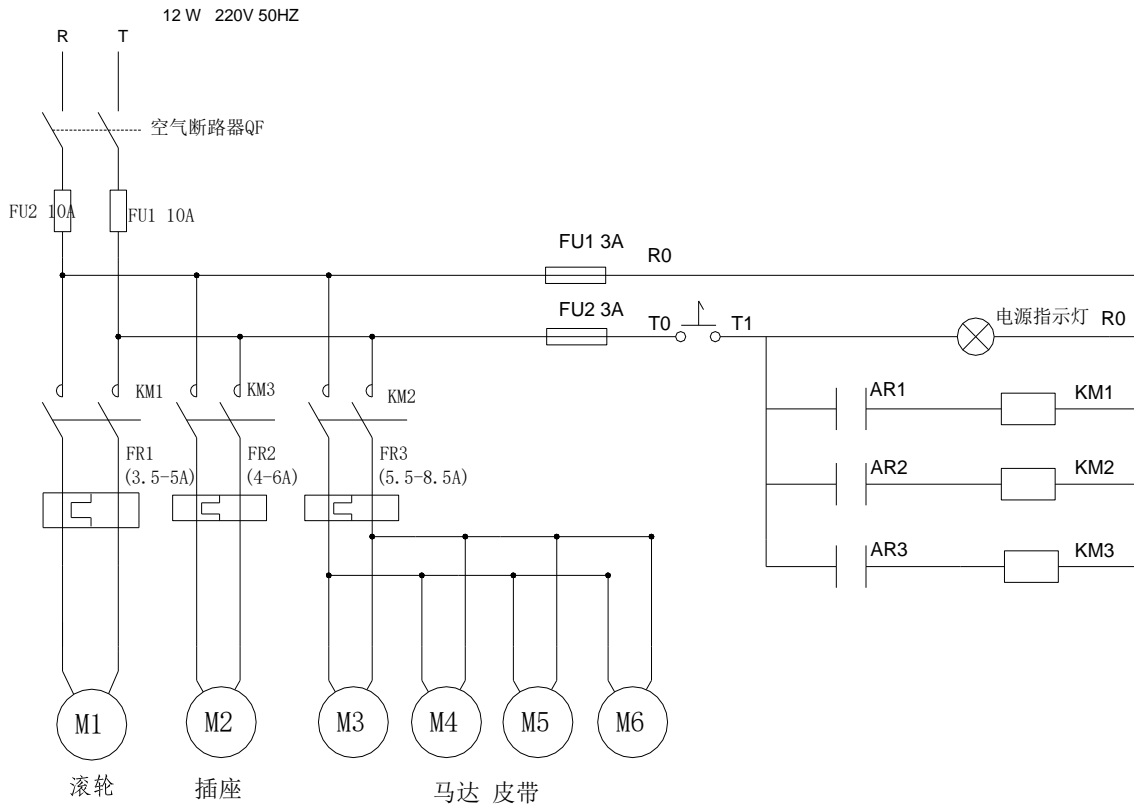 12 W 220V 50HZ
R T
空气断路器QF
FU2 10A FU1 10A
FU1 3A R0
FU2 3A T0 T1 电源指示灯 R0
KM1 KM3 KM2
AR1 KM1
FR1 FR2 FR3
(3.5-5A) (4-6A) (5.5-8.5A)
AR2 KM2
AR3 KM3
M1 M2 M3 M4 M5 M6
滚轮 插座 马达 皮带